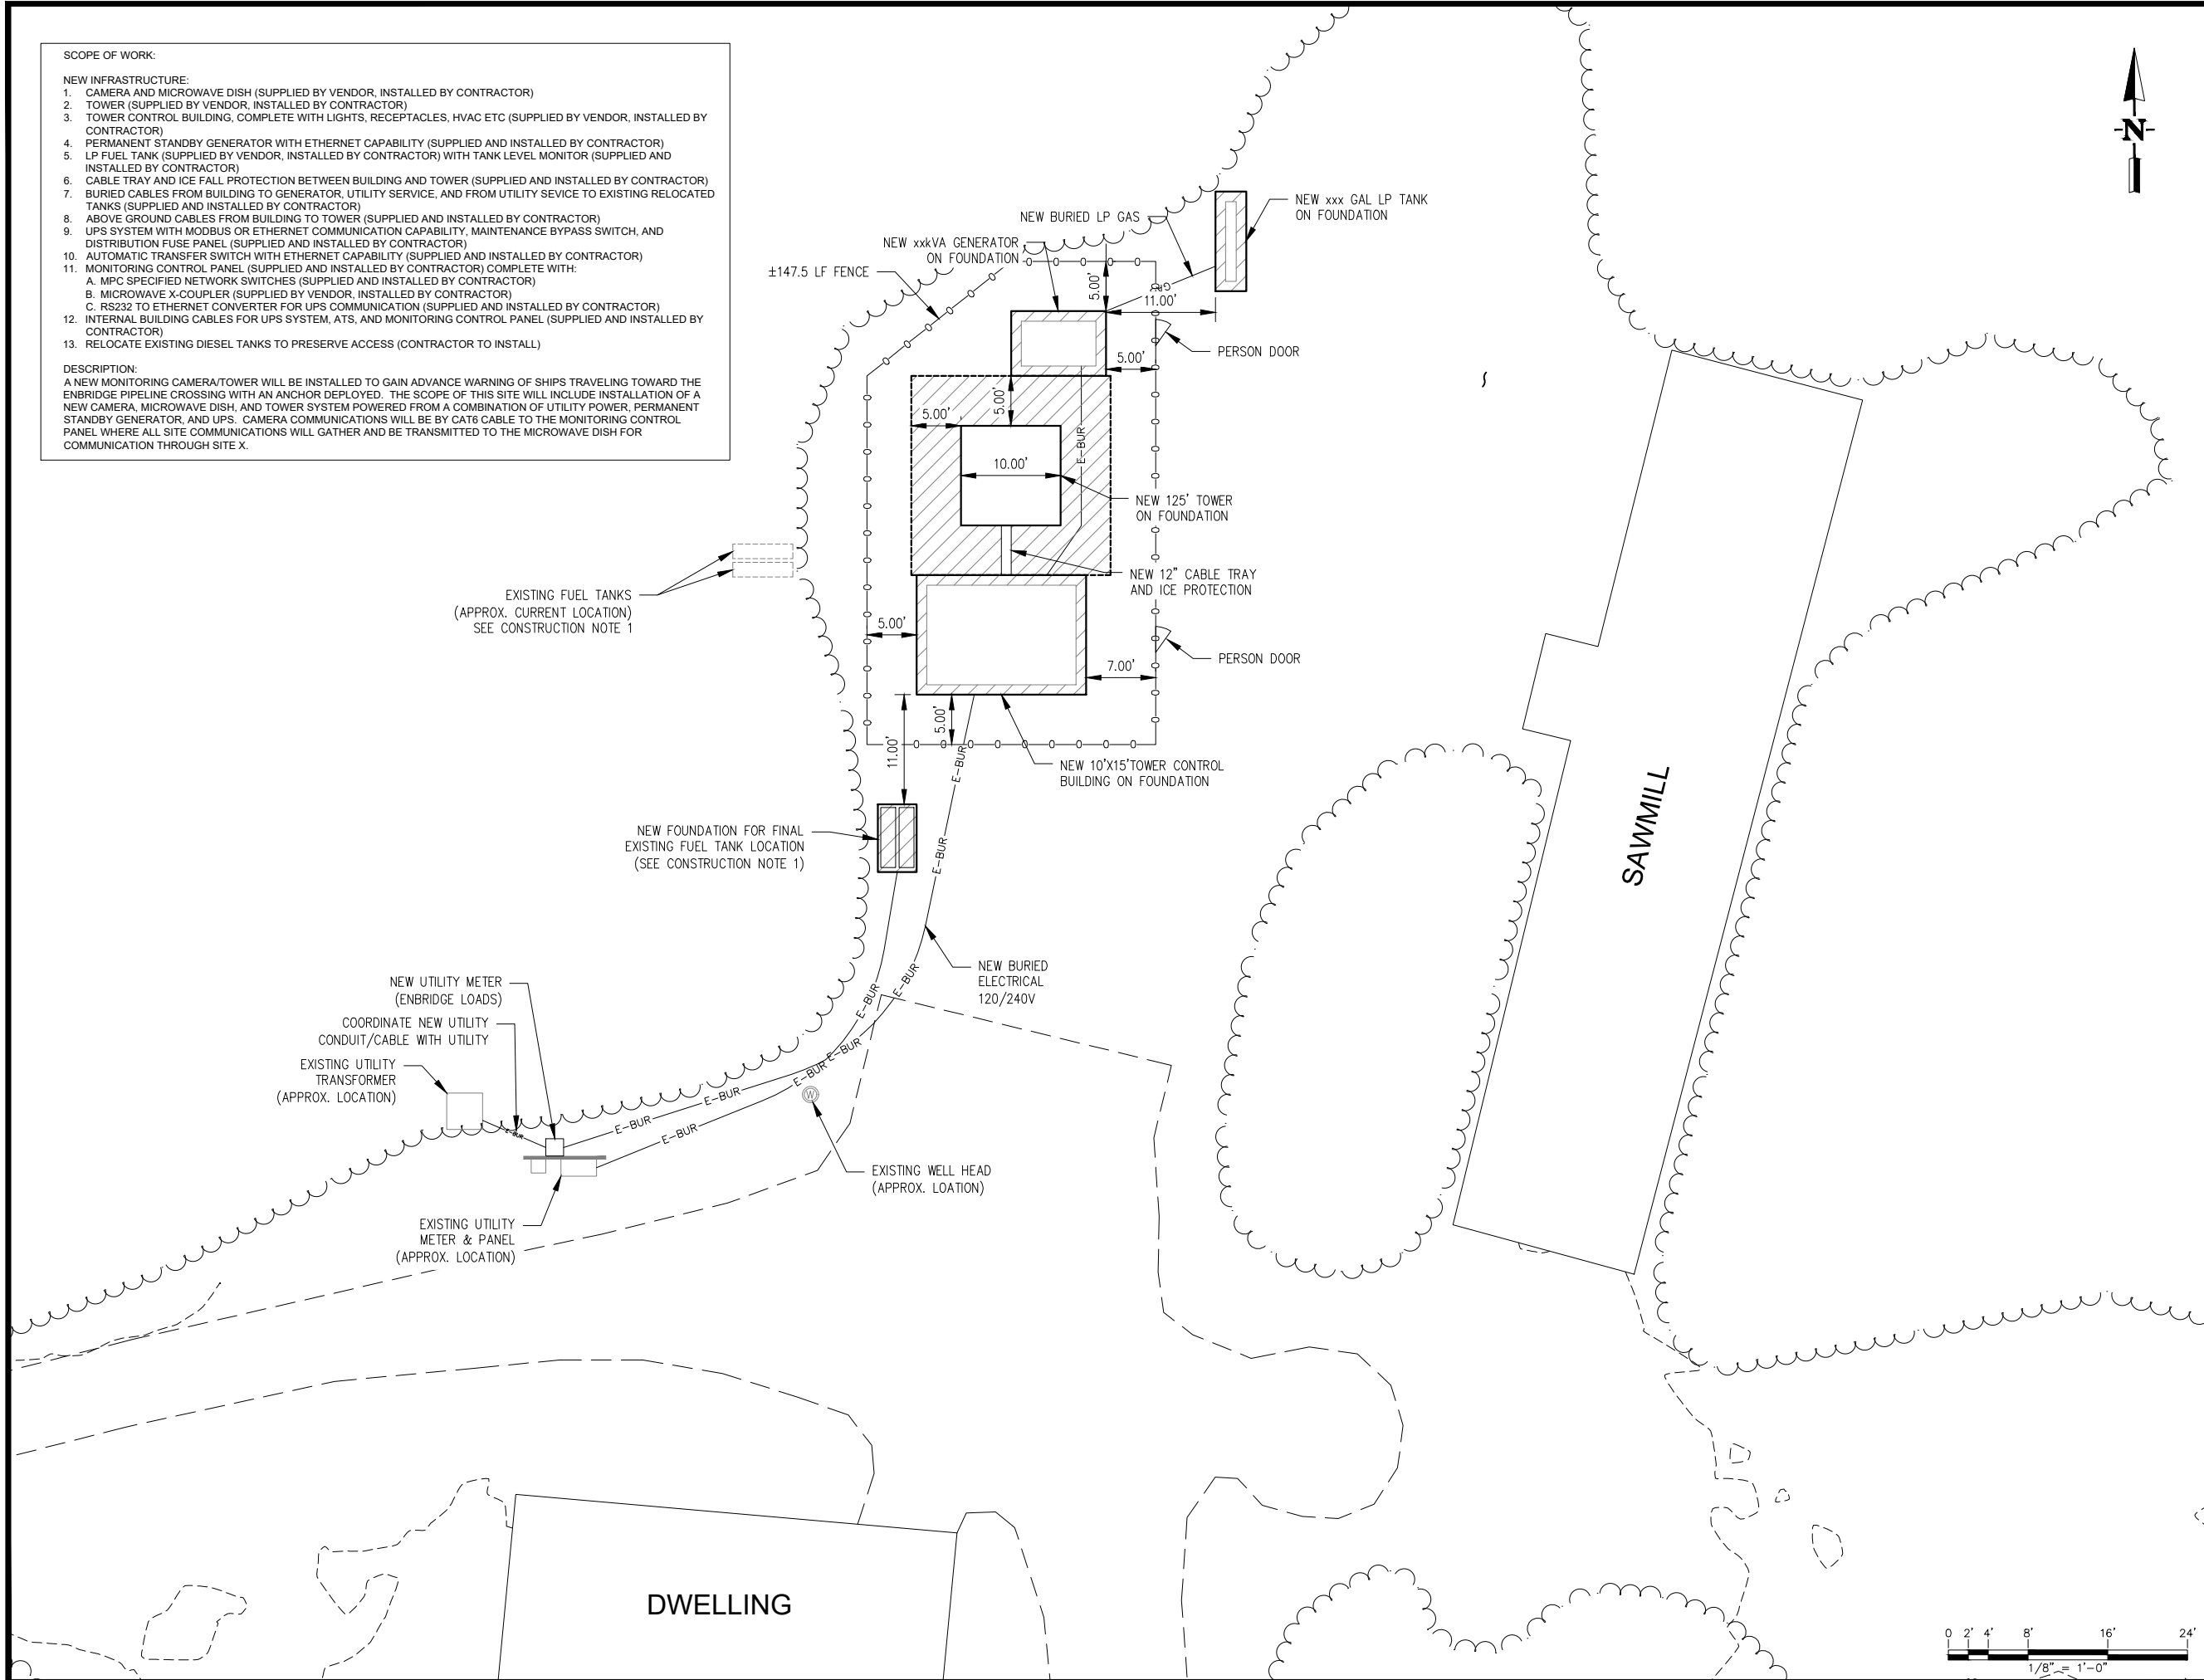 SCOPE OF WORK:
NEW INFRASTRUCTURE:
1. CAMERA AND MICROWAVE DISH (SUPPLIED BY VENDOR, INSTALLED BY CONTRACTOR)
2. TOWER (SUPPLIED BY VENDOR, INSTALLED BY CONTRACTOR)
3. TOWER CONTROL BUILDING, COMPLETE WITH LIGHTS, RECEPTACLES, HVAC ETC (SUPPLIED BY VENDOR, INSTALLED BY
CONTRACTOR)
4. PERMANENT STANDBY GENERATOR WITH ETHERNET CAPABILITY (SUPPLIED AND INSTALLED BY CONTRACTOR)
5. LP FUEL TANK (SUPPLIED BY VENDOR, INSTALLED BY CONTRACTOR) WITH TANK LEVEL MONITOR (SUPPLIED AND
INSTALLED BY CONTRACTOR)
6. CABLE TRAY AND ICE FALL PROTECTION BETWEEN BUILDING AND TOWER (SUPPLIED AND INSTALLED BY CONTRACTOR)
7. BURIED CABLES FROM BUILDING TO GENERATOR, UTILITY SERVICE, AND FROM UTILITY SEVICE TO EXISTING RELOCATED
TANKS (SUPPLIED AND INSTALLED BY CONTRACTOR)
8. ABOVE GROUND CABLES FROM BUILDING TO TOWER (SUPPLIED AND INSTALLED BY CONTRACTOR)
9. UPS SYSTEM WITH MODBUS OR ETHERNET COMMUNICATION CAPABILITY, MAINTENANCE BYPASS SWITCH, AND
DISTRIBUTION FUSE PANEL (SUPPLIED AND INSTALLED BY CONTRACTOR)
10. AUTOMATIC TRANSFER SWITCH WITH ETHERNET CAPABILITY (SUPPLIED AND INSTALLED BY CONTRACTOR)
11. MONITORING CONTROL PANEL (SUPPLIED AND INSTALLED BY CONTRACTOR) COMPLETE WITH:
A. MPC SPECIFIED NETWORK SWITCHES (SUPPLIED AND INSTALLED BY CONTRACTOR)
B. MICROWAVE X-COUPLER (SUPPLIED BY VENDOR, INSTALLED BY CONTRACTOR)
C. RS232 TO ETHERNET CONVERTER FOR UPS COMMUNICATION (SUPPLIED AND INSTALLED BY CONTRACTOR)
12. INTERNAL BUILDING CABLES FOR UPS SYSTEM, ATS, AND MONITORING CONTROL PANEL (SUPPLIED AND INSTALLED BY
CONTRACTOR)
13. RELOCATE EXISTING DIESEL TANKS TO PRESERVE ACCESS (CONTRACTOR TO INSTALL)
DESCRIPTION:
A NEW MONITORING CAMERA/TOWER WILL BE INSTALLED TO GAIN ADVANCE WARNING OF SHIPS TRAVELING TOWARD THE
ENBRIDGE PIPELINE CROSSING WITH AN ANCHOR DEPLOYED. THE SCOPE OF THIS SITE WILL INCLUDE INSTALLATION OF A
NEW CAMERA, MICROWAVE DISH, AND TOWER SYSTEM POWERED FROM A COMBINATION OF UTILITY POWER, PERMANENT
STANDBY GENERATOR, AND UPS. CAMERA COMMUNICATIONS WILL BE BY CAT6 CABLE TO THE MONITORING CONTROL
PANEL WHERE ALL SITE COMMUNICATIONS WILL GATHER AND BE TRANSMITTED TO THE MICROWAVE DISH FOR
COMMUNICATION THROUGH SITE X.
N
NEW xxx GAL LP TANK
ON FOUNDATION
NEW BURIED LP GAS
NEW xxkVA GENERATOR
ON FOUNDATION
±147.5 LF FENCE
5.00'
11.00'
PERSON DOOR
5.00'
5.00'
5.00'
E-BUR
10.00'
NEW 125' TOWER
ON FOUNDATION
NEW 12" CABLE TRAY
AND ICE PROTECTION
EXISTING FUEL TANKS
(APPROX. CURRENT LOCATION)
SEE CONSTRUCTION NOTE 1
5.00'
PERSON DOOR
7.00'
5.00'
11.00'
E-BUR
NEW 10'X15'TOWER CONTROL
BUILDING ON FOUNDATION
SAWMILL
NEW FOUNDATION FOR FINAL
EXISTING FUEL TANK LOCATION
(SEE CONSTRUCTION NOTE 1)
E-BUR
NEW BURIED
ELECTRICAL
120/240V
E-BUR
E-BUR
NEW UTILITY METER
(ENBRIDGE LOADS)
COORDINATE NEW UTILITY
CONDUIT/CABLE WITH UTILITY
EXISTING UTILITY
TRANSFORMER
(APPROX. LOCATION)
E-BUR
E-BUR
E-BUR
E-BUR
E-BUR
E-BUR
W
EXISTING WELL HEAD
(APPROX. LOATION)
EXISTING UTILITY
METER & PANEL
(APPROX. LOCATION)
DWELLING
0 2' 4' 8' 16' 24'
1/8" = 1'-0"